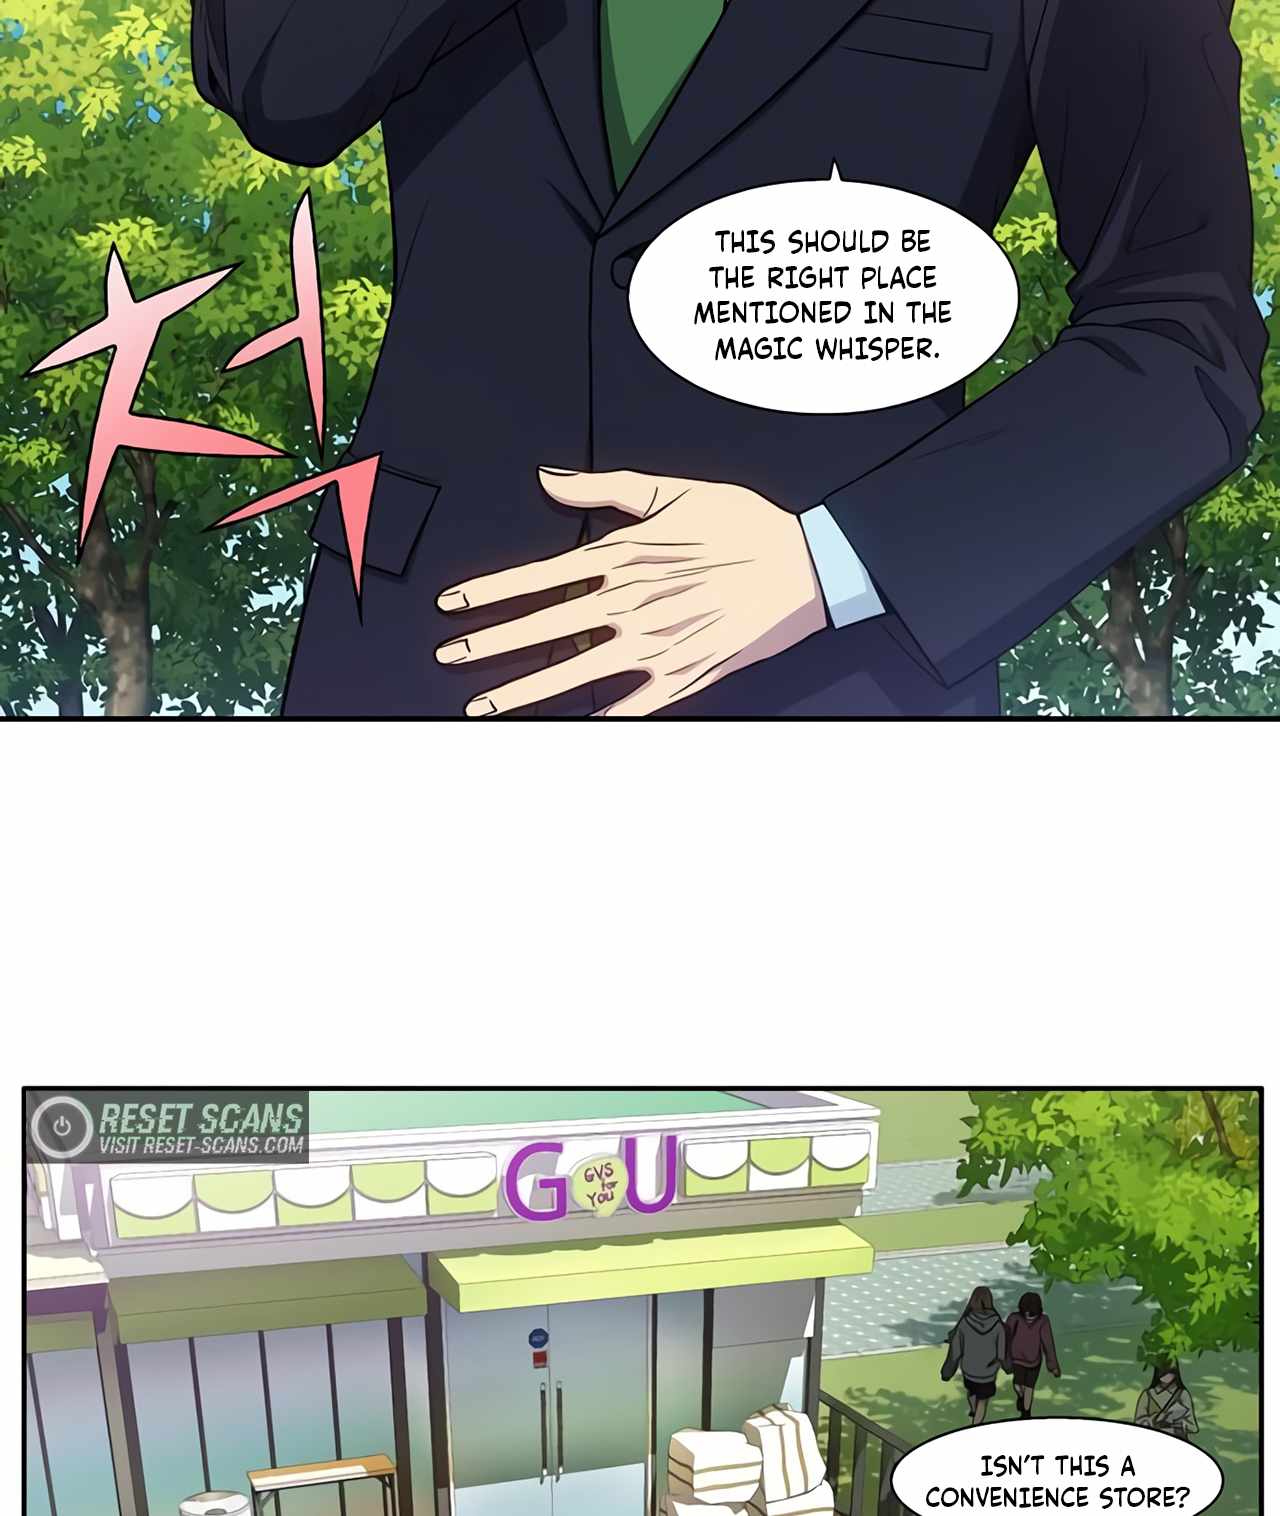 THIS SHOULD BE
THE RIGHT PLACE
MENTIONED IN THE
MAGIC WHISPER.
척
RESET SCANS
VISIT RESET-SCANS.COM
G U
GVS
for
You
ISN'T THIS A
CONVENIENCE STORE?